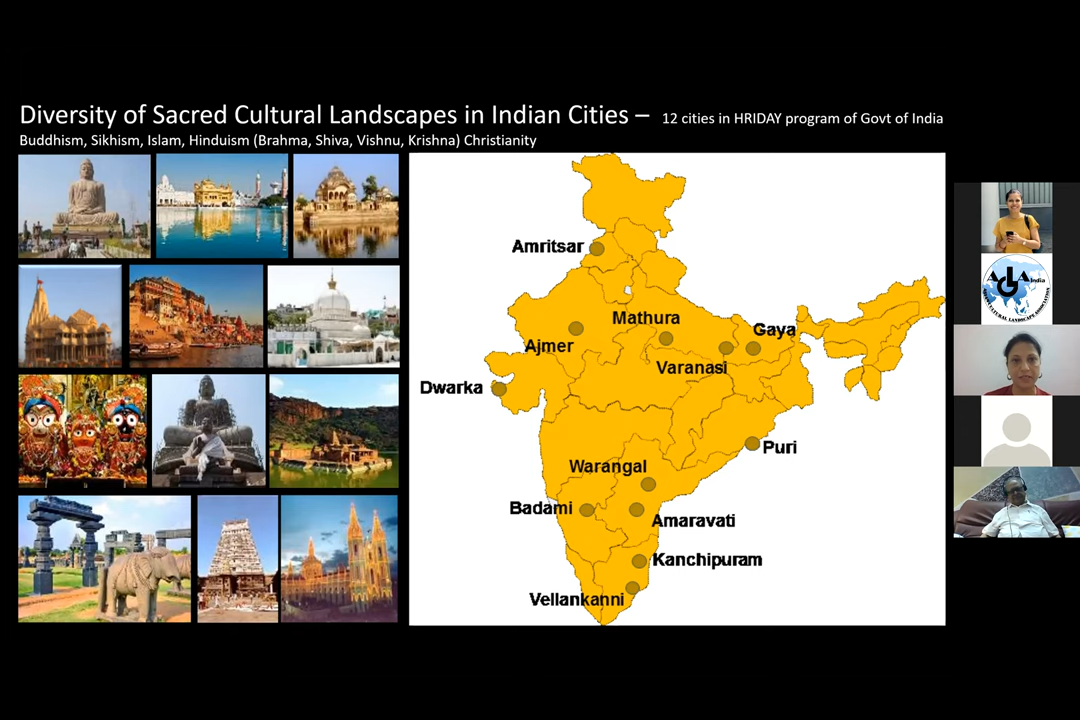 Diversity of Sacred Cultural Landscapes in Indian Cities – 12 cities in HRIDAY program of Govt of India
Buddhism, Sikhism, Islam, Hinduism (Brahma, Shiva, Vishnu, Krishna) Christianity
Amritsar
Mathura
Gaya
Ajmer
Varanasi
Dwarka
Puri
Warangal
Badami
Amaravati
Kanchipuram
Vellankanni
India